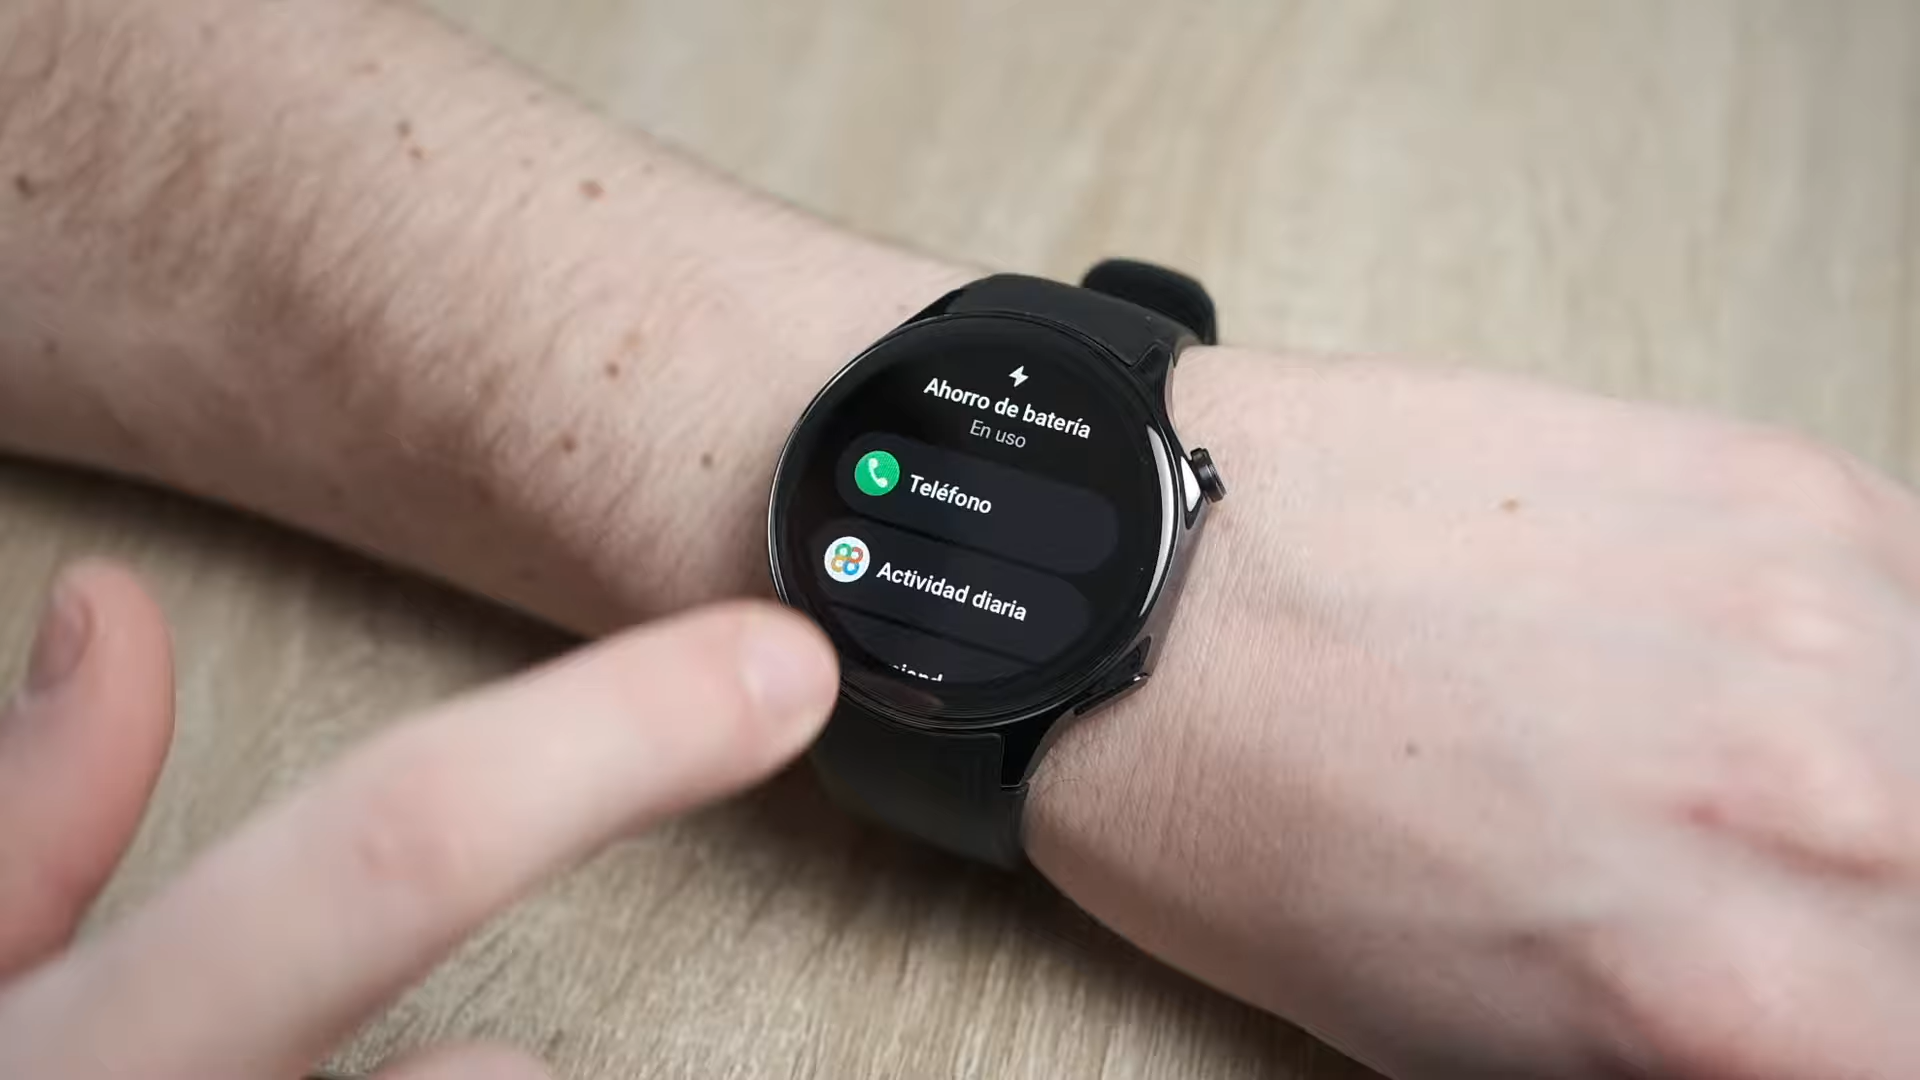 Ahorro de batería
En uso
Teléfono
Actividad diaria